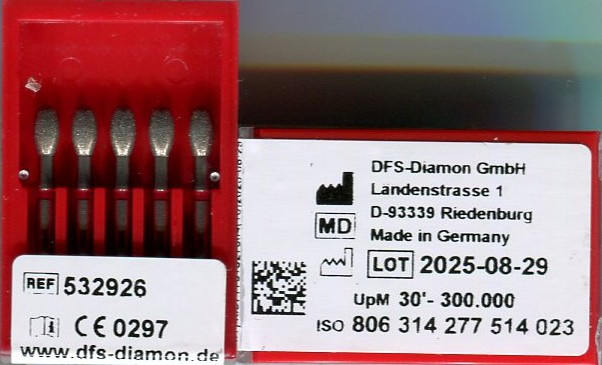 REF 532926
CE 0297
www.dfs-diamon.de
DFS-Diamon GmbH
Ländenstrasse 1
D-93339 Riedenburg
MD Made in Germany
LOT 2025-08-29
UpM 30'- 300.000
ISO 806 314 277 514 023